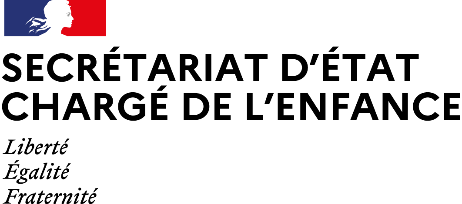 SECRÉTARIAT D’ÉTAT
CHARGÉ DE L’ENFANCE
Liberté
Égalité
Fraternité